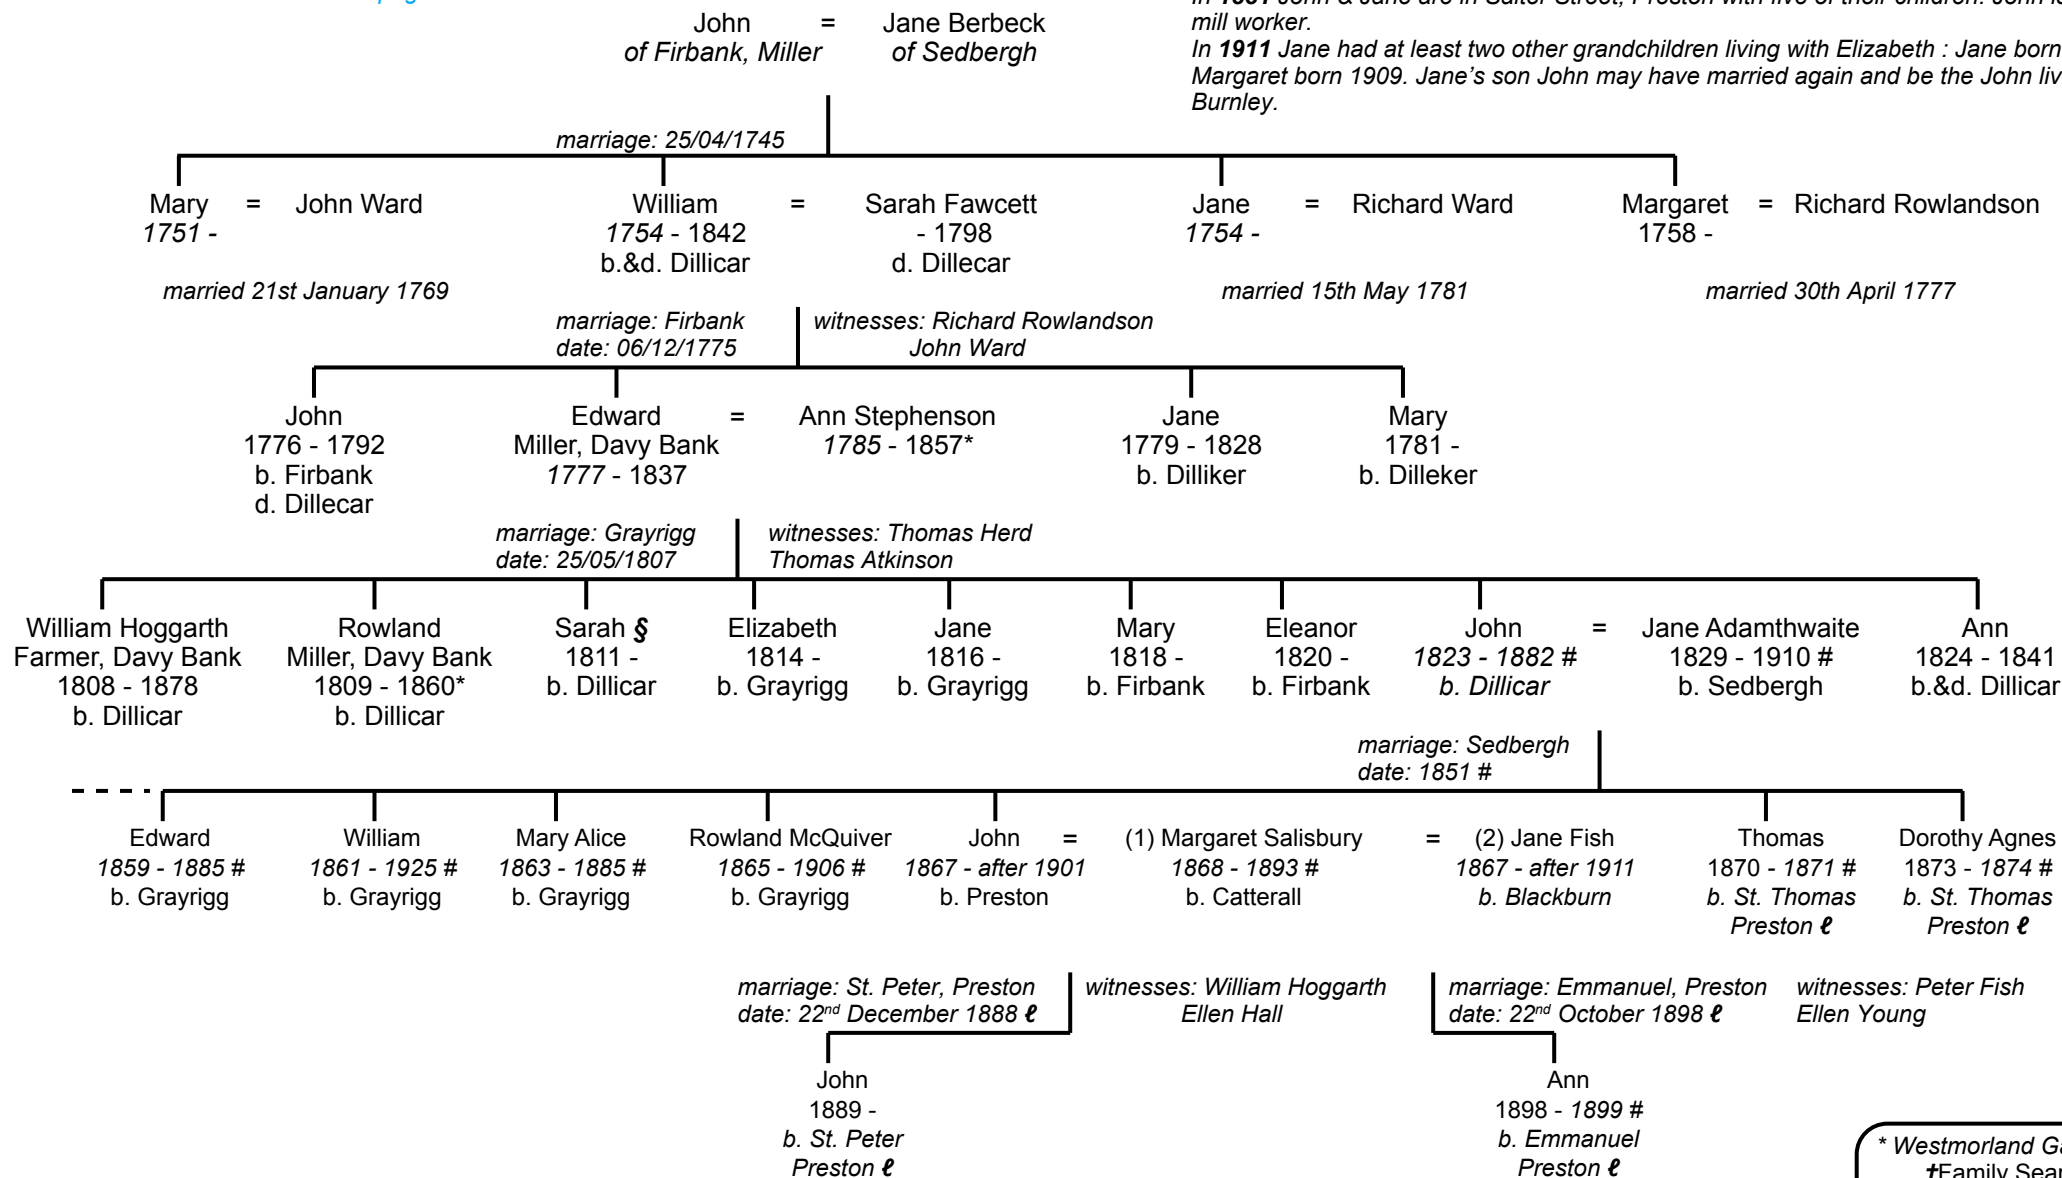 John = Jane Berbeck
of Firbank, Miller of Sedbergh
mill worker.
In 1911 Jane had at least two other grandchildren living with Elizabeth : Jane born
Margaret born 1909. Jane's son John may have married again and be the John liv
Burnley.
marriage: 25/04/1745
Mary = John Ward William = Sarah Fawcett Jane = Richard Ward Margaret = Richard Rowlandson
1751 - 1754 - 1842 - 1798 1754 - 1758 -
b.&d. Dillicar d. Dillecar
married 21st January 1769 married 15th May 1781 married 30th April 1777
marriage: Firbank witnesses: Richard Rowlandson
date: 06/12/1775 John Ward
John Edward = Ann Stephenson Jane Mary
1776 - 1792 Miller, Davy Bank 1785 - 1857* 1779 - 1828 1781 -
b. Firbank 1777 - 1837 b. Dilliker b. Dilleker
d. Dillecar
marriage: Grayrigg witnesses: Thomas Herd
date: 25/05/1807 Thomas Atkinson
William Hoggarth Rowland Sarah § Elizabeth Jane Mary Eleanor John = Jane Adamthwaite Ann
Farmer, Davy Bank Miller, Davy Bank 1811 - 1814 - 1816 - 1818 - 1820 - 1823 - 1882 # 1829 - 1910 # 1824 - 1841
1808 - 1878 1809 - 1860* b. Dillicar b. Grayrigg b. Grayrigg b. Firbank b. Firbank b. Dillicar b. Sedbergh b.&d. Dillicar
b. Dillicar b. Dillicar
marriage: Sedbergh
date: 1851 #
Edward William Mary Alice Rowland McQuiver John = (1) Margaret Salisbury = (2) Jane Fish Thomas Dorothy Agnes
1859 - 1885 # 1861 - 1925 # 1863 - 1885 # 1865 - 1906 # 1867 - after 1901 1868 - 1893 # 1867 - after 1911 1870 - 1871 # 1873 - 1874 #
b. Grayrigg b. Grayrigg b. Grayrigg b. Grayrigg b. Preston b. Catterall b. Blackburn b. St. Thomas b. St. Thomas
Preston ℓ Preston ℓ
marriage: St. Peter, Preston witnesses: William Hoggarth marriage: Emmanuel, Preston witnesses: Peter Fish
date: 22nd December 1888 ℓ Ellen Hall date: 22nd October 1898 ℓ Ellen Young
John Ann
1889 - 1898 - 1899 #
b. St. Peter b. Emmanuel
Preston ℓ Preston ℓ
* Westmorland Ga
†Family Sear